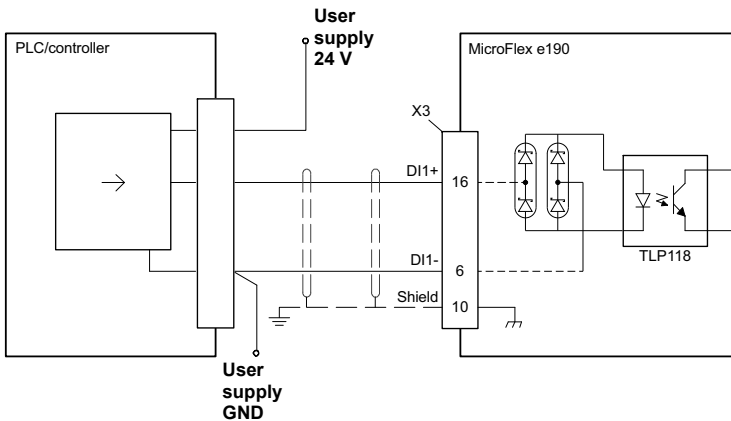 User
supply
24 V
PLC/controller
MicroFlex e190
X3
DI1+
16
DI1-
6
Shield
10
TLP118
User
supply
GND